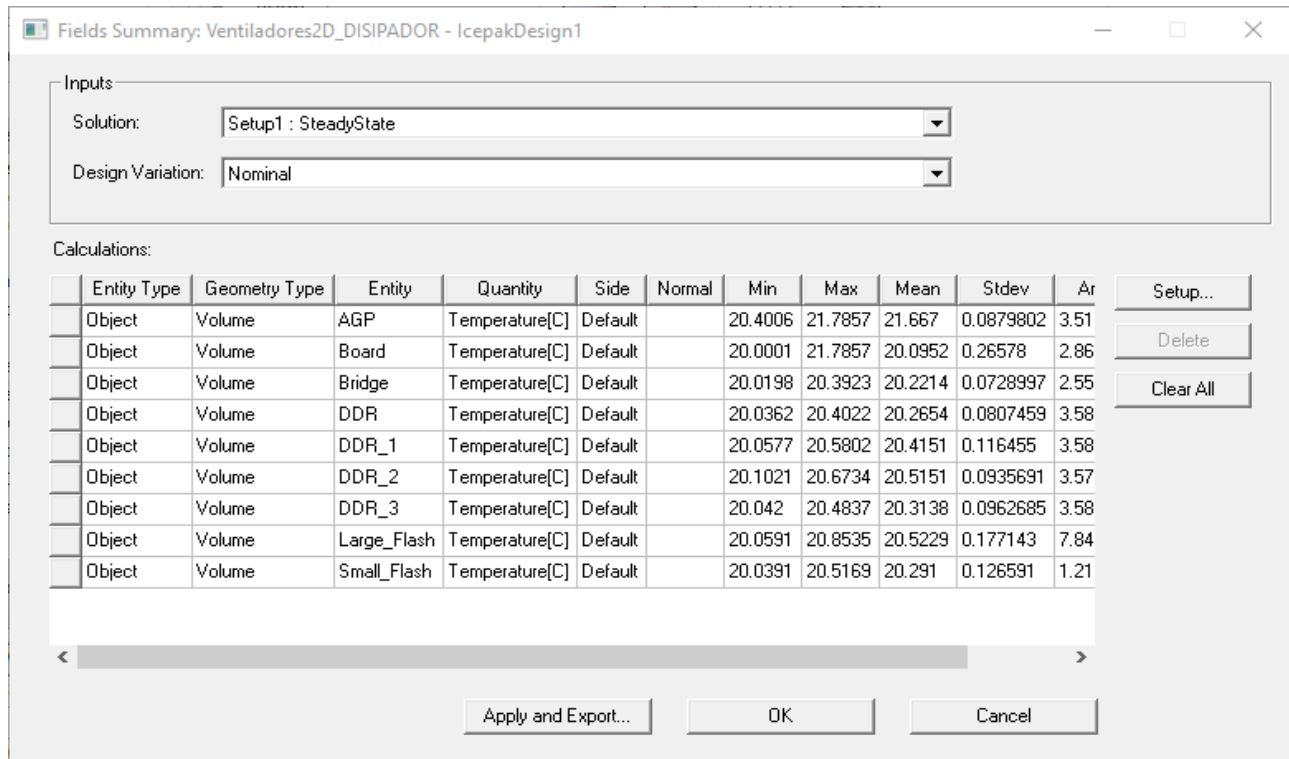 Fields Summary: Ventiladores2D_DISIPADOR - IcepakDesign1
Inputs
Solution: Setup1 : SteadyState
Design Variation: Nominal
Calculations:
Entity Type Geometry Type Entity Quantity Side Normal Min Max Mean Stdev Ar Setup...
Object Volume AGP Temperature[C] Default 20.4006 21.7857 21.667 0.0879802 3.51
Object Volume Board Temperature[C] Default 20.0001 21.7857 20.0952 0.26578 2.86 Delete
Object Volume Bridge Temperature[C] Default 20.0198 20.3923 20.2214 0.0728997 2.55 Clear All
Object Volume DDR Temperature[C] Default 20.0362 20.4022 20.2654 0.0807459 3.58
Object Volume DDR_1 Temperature[C] Default 20.0577 20.5802 20.4151 0.116455 3.58
Object Volume DDR_2 Temperature[C] Default 20.1021 20.6734 20.5151 0.0935691 3.57
Object Volume DDR_3 Temperature[C] Default 20.042 20.4837 20.3138 0.0962685 3.58
Object Volume Large_Flash Temperature[C] Default 20.0591 20.8535 20.5229 0.177143 7.84
Object Volume Small_Flash Temperature[C] Default 20.0391 20.5169 20.291 0.126591 1.21
Apply and Export... OK Cancel